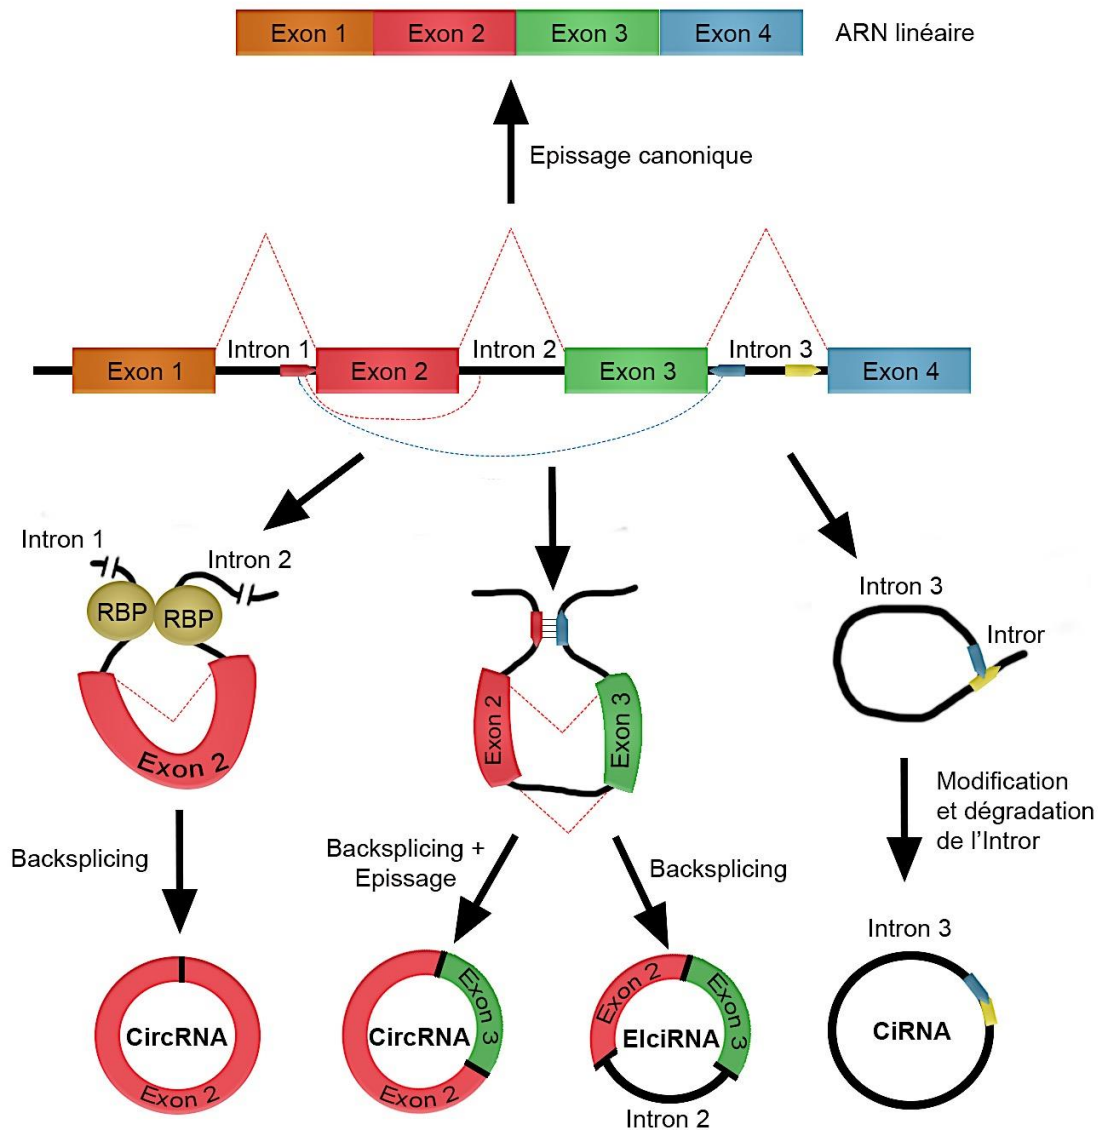 Exon 1 Exon 2 Exon 3 Exon 4 ARN linéaire
Epissage canonique
Intron 1 Intron 2 Intron 3
Exon 1 Exon 2 Exon 3 Exon 4
Intron 1
Intron 2
RBP RBP
Exon 2
Exon 2
Exon 3
Intron 3
Intror
Backsplicing
Backsplicing +
Epissage
Backsplicing
Modification
et dégradation
de l'Intror
CircRNA
Exon 2
CircRNA
Exon 3
Exon 2
Exon 2
Exon 3
ElciRNA
Intron 2
Intron 3
CiRNA